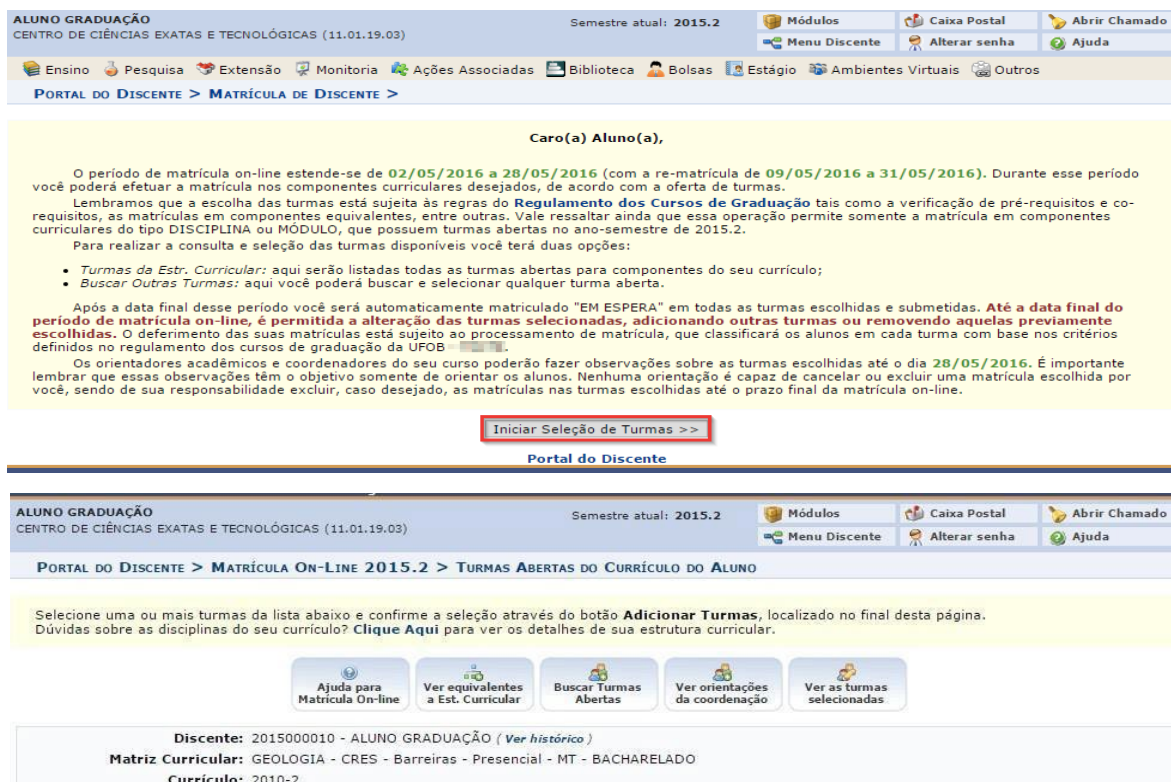 ALUNO GRADUAÇÃO
CENTRO DE CIÊNCIAS EXATAS E TECNOLÓGICAS (11.01.19.03)
Semestre atual: 2015.2
Módulos Caixa Postal Abrir Chamado
Menu Discente Alterar senha Ajuda
Ensino Pesquisa Extensão Monitoria Ações Associadas Biblioteca Bolsas Estágio Ambientes Virtuais Outros
PORTAL DO DISCENTE > MATRÍCULA DE DISCENTE >
Caro(a) Aluno(a),
O período de matrícula on-line estende-se de 02/05/2016 a 28/05/2016 (com a re-matrícula de 09/05/2016 a 31/05/2016). Durante esse período
você poderá efetuar a matrícula nos componentes curriculares desejados, de acordo com a oferta de turmas.
Lembramos que a escolha das turmas está sujeita às regras do Regulamento dos Cursos de Graduação tais como a verificação de pré-requisitos e co-
requisitos, as matrículas em componentes equivalentes, entre outras. Vale ressaltar ainda que essa operação permite somente a matrícula em componentes
curriculares do tipo DISCIPLINA ou MÓDULO, que possuem turmas abertas no ano-semestre de 2015.2.
Para realizar a consulta e seleção das turmas disponíveis você terá duas opções:
• Turmas da Estr. Curricular: aqui serão listadas todas as turmas abertas para componentes do seu currículo;
• Buscar Outras Turmas: aqui você poderá buscar e selecionar qualquer turma aberta.
Após a data final desse período você será automaticamente matriculado "EM ESPERA" em todas as turmas escolhidas e submetidas. Até a data final do
período de matrícula on-line, é permitida a alteração das turmas selecionadas, adicionando outras turmas ou removendo aquelas previamente
escolhidas. O deferimento das suas matrículas está sujeito ao processamento de matrícula, que classificará os alunos em cada turma com base nos critérios
definidos no regulamento dos cursos de graduação da UFOB .
Os orientadores acadêmicos e coordenadores do seu curso poderão fazer observações sobre as turmas escolhidas até o dia 28/05/2016. É importante
lembrar que essas observações têm o objetivo somente de orientar os alunos. Nenhuma orientação é capaz de cancelar ou excluir uma matrícula escolhida por
você, sendo de sua responsabilidade excluir, caso desejado, as matrículas nas turmas escolhidas até o prazo final da matrícula on-line.
Iniciar Seleção de Turmas >>
Portal do Discente
ALUNO GRADUAÇÃO
CENTRO DE CIÊNCIAS EXATAS E TECNOLÓGICAS (11.01.19.03)
Semestre atual: 2015.2
Módulos Caixa Postal Abrir Chamado
Menu Discente Alterar senha Ajuda
PORTAL DO DISCENTE > MATRÍCULA ON-LINE 2015.2 > TURMAS ABERTAS DO CURRÍCULO DO ALUNO
Selecione uma ou mais turmas da lista abaixo e confirme a seleção através do botão Adicionar Turmas, localizado no final desta página.
Dúvidas sobre as disciplinas do seu currículo? Clique Aqui para ver os detalhes de sua estrutura curricular.
Ajuda para Matrícula On-line
Ver equivalentes a Est. Curricular
Buscar Turmas Abertas
Ver orientações da coordenação
Ver as turmas selecionadas
Discente: 2015000010 - ALUNO GRADUAÇÃO ( Ver histórico )
Matriz Curricular: GEOLOGIA - CRES - Barreiras - Presencial - MT - BACHARELADO
Currículo: 2010-2